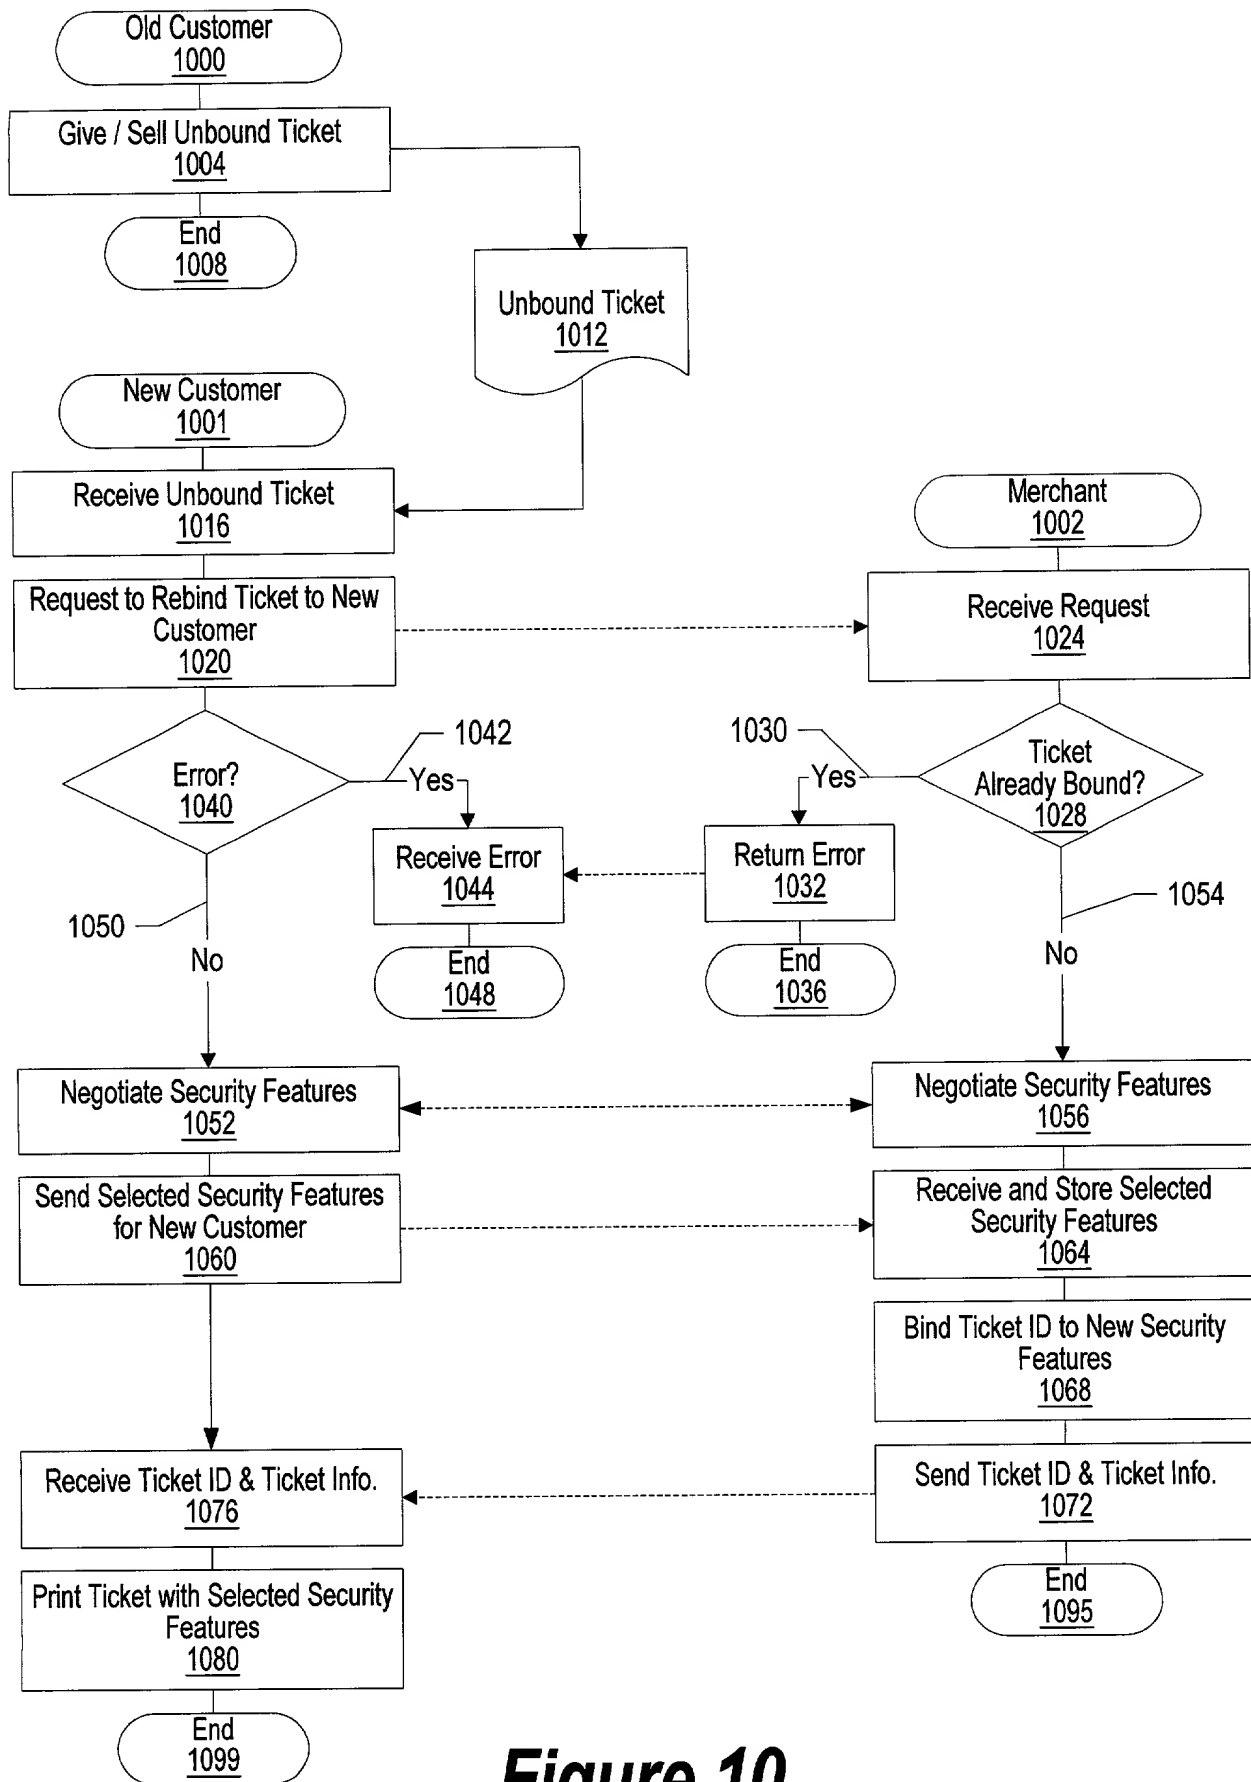 Old Customer
1000
Give / Sell Unbound Ticket
1004
End
1008
Unbound Ticket
1012
New Customer
1001
Receive Unbound Ticket
1016
Merchant
1002
Request to Rebind Ticket to New
Customer
1020
Receive Request
1024
1042
1030
Error?
1040
Yes
Yes
Ticket
Already Bound?
1028
Receive Error
1044
Return Error
1032
1050
1054
No
End
1048
End
1036
No
Negotiate Security Features
1052
Negotiate Security Features
1056
Send Selected Security Features
for New Customer
1060
Receive and Store Selected
Security Features
1064
Bind Ticket ID to New Security
Features
1068
Receive Ticket ID & Ticket Info.
1076
Send Ticket ID & Ticket Info.
1072
Print Ticket with Selected Security
Features
1080
End
1095
End
1099
Figure 10